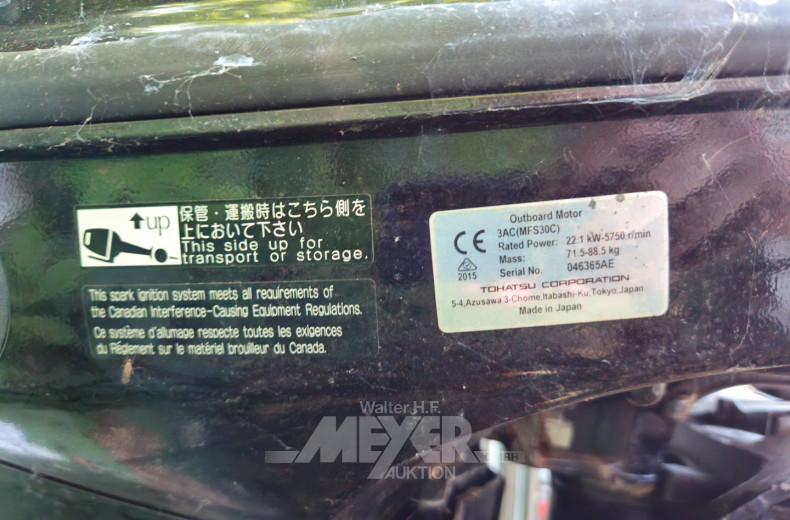 up
保管・運搬時はこちら側を
上において下さい
This side up for
transport or storage.
This spark ignition system meets all requirements of
the Canadian Interference-Causing Equipment Regulations.
Ce système d'allumage respecte toutes les exigences
du Règlement sur le matériel brouilleur du Canada.
CE
2015
Outboard Motor
3AC(MFS30C)
Rated Power: 22.1 kW-5750 r/min
Mass: 71.5-88.5 kg
Serial No. 046365AE
TOHATSU CORPORATION
5-4,Azusawa 3-Chome,Itabashi-Ku,Tokyo,Japan
Made in Japan
Walter H.F.
MEYER
GMBH
AUKTION